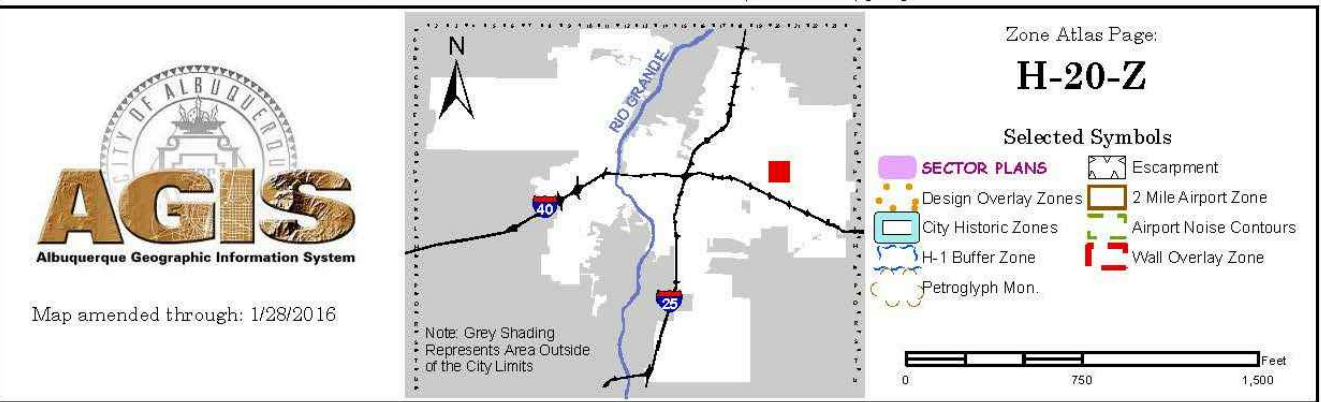 CITY OF ALBUQUERQUE
AGIS
Albuquerque Geographic Information System
Map amended through: 1/28/2016
N
RIO GRANDE
40
25
Note: Grey Shading
Represents Area Outside
of the City Limits
Zone Atlas Page:
H-20-Z
Selected Symbols
SECTOR PLANS
Escarpment
Design Overlay Zones
2 Mile Airport Zone
City Historic Zones
Airport Noise Contours
H-1 Buffer Zone
Wall Overlay Zone
Petroglyph Mon.
Feet
0 750 1,500